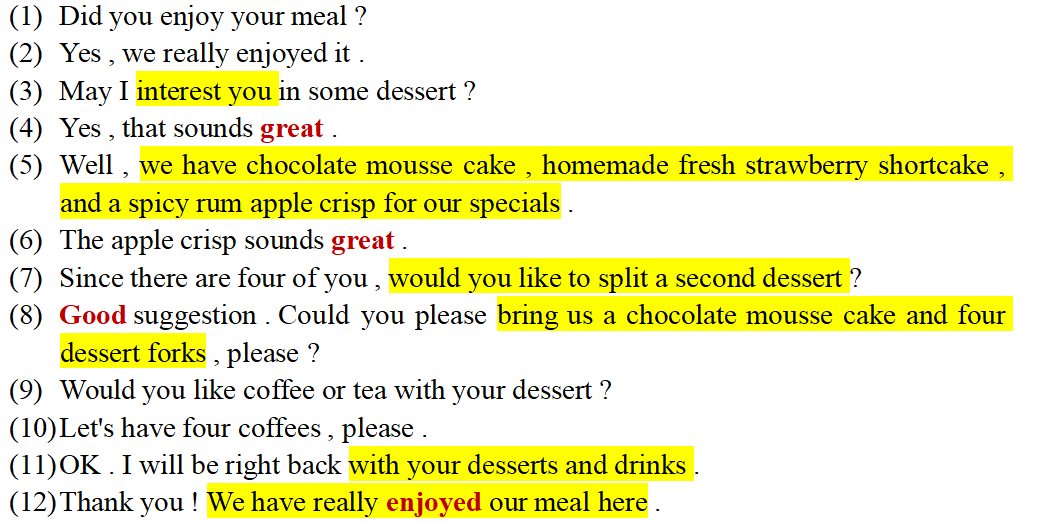 (1) Did you enjoy your meal ?
(2) Yes , we really enjoyed it .
(3) May I interest you in some dessert ?
(4) Yes , that sounds great .
(5) Well , we have chocolate mousse cake , homemade fresh strawberry shortcake ,
and a spicy rum apple crisp for our specials .
(6) The apple crisp sounds great .
(7) Since there are four of you , would you like to split a second dessert ?
(8) Good suggestion . Could you please bring us a chocolate mousse cake and four
dessert forks , please ?
(9) Would you like coffee or tea with your dessert ?
(10)Let's have four coffees , please .
(11)OK . I will be right back with your desserts and drinks .
(12)Thank you ! We have really enjoyed our meal here .